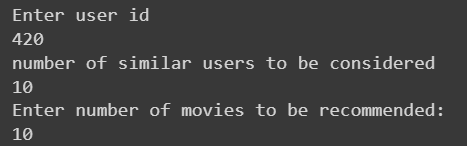 Enter user id
420
number of similar users to be considered
10
Enter number of movies to be recommended:
10